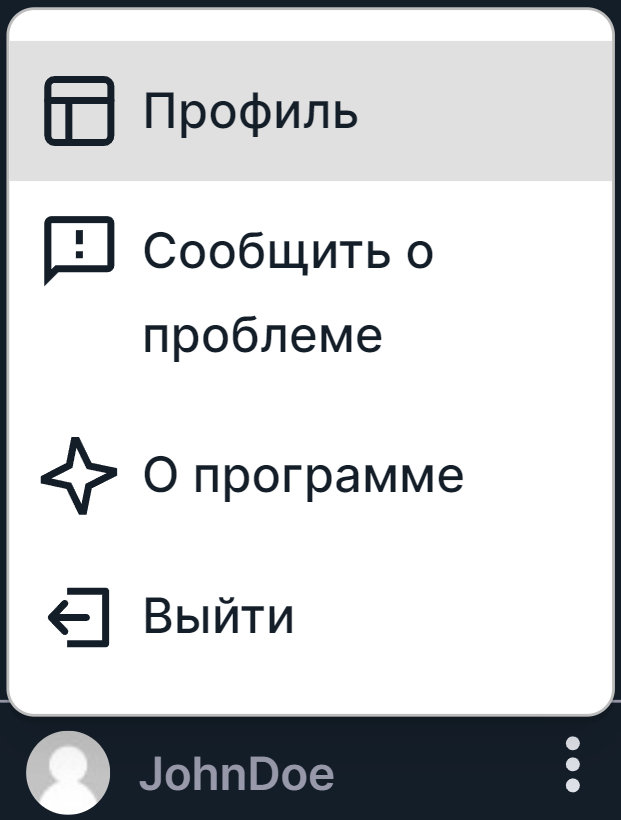 Профиль
Сообщить о
проблеме
О программе
Выйти
JohnDoe